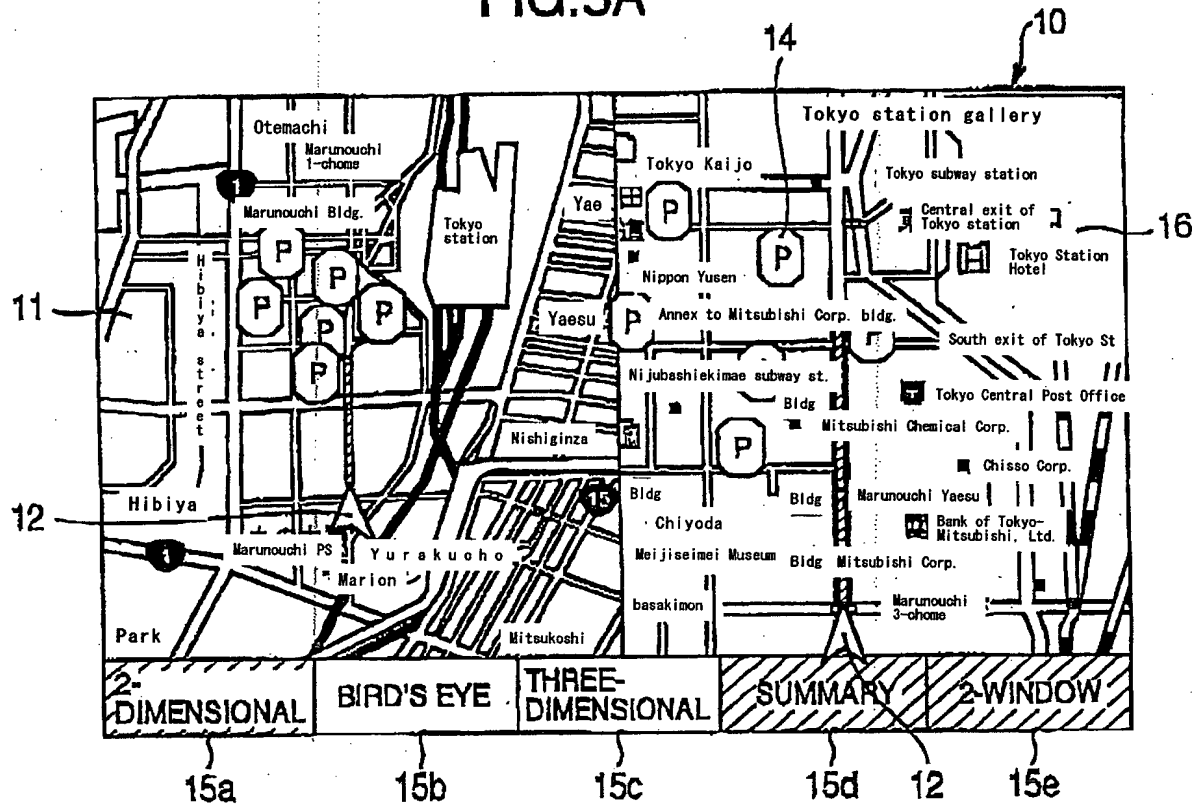 FIG.3A
14
10
Otemachi
Marunouchi
1-chome
1
Marunouchi Bldg.
Tokyo
station
Hibiya street
P
P
P
P
P
P
11
Hibiya
12
1
Marunouchi PS
Yurakucho
Marion
Park
Yae
Yaesu
Nishiginza
15
Mitsukoshi
Tokyo station gallery
Tokyo Kaijo
Tokyo subway station
P
Central exit of
Tokyo station
16
P
H
Tokyo Station
Hotel
Nippon Yusen
P
Annex to Mitsubishi Corp. bldg.
South exit of Tokyo St
Nijubashiekimae subway st.
Bldg
Tokyo Central Post Office
Mitsubishi Chemical Corp.
P
Chisso Corp.
Bldg
Bldg
Marunouchi Yaesu
Chiyoda
Bank of Tokyo-
Mitsubishi, Ltd.
Meijiseimei Museum
Bldg
Mitsubishi Corp.
basakimon
Marunouchi
3-chome
2-
DIMENSIONAL
BIRD'S EYE
THREE-
DIMENSIONAL
SUMMARY
2-WINDOW
15a
15b
15c
15d
12
15e